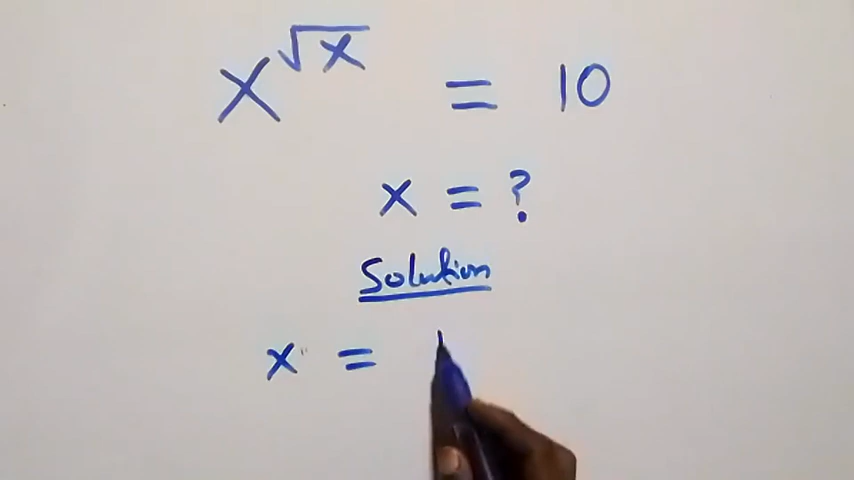 x^√x = 10
x = ?
Solution
x =